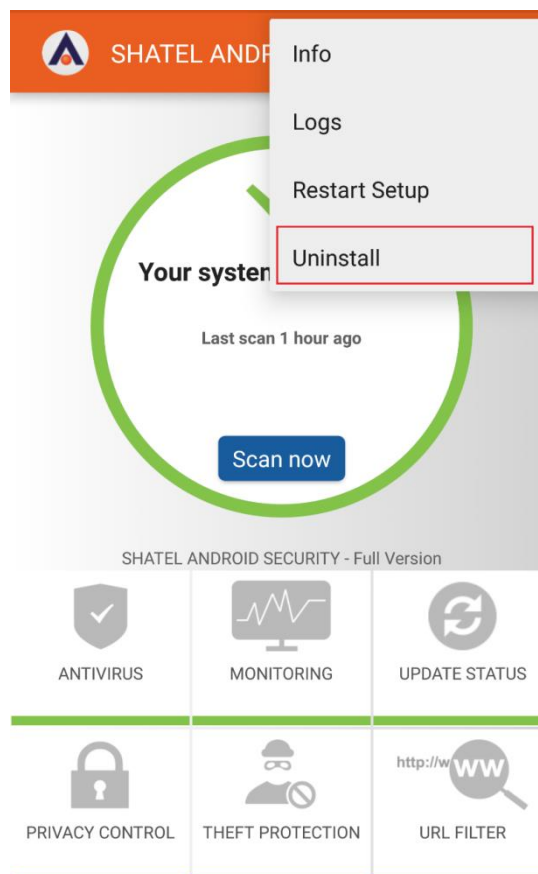 SHATEL ANDR
Info
Logs
Restart Setup
Uninstall
Your system
Last scan 1 hour ago
Scan now
SHATEL ANDROID SECURITY - Full Version
ANTIVIRUS
MONITORING
UPDATE STATUS
PRIVACY CONTROL
THEFT PROTECTION
http://w
WW
URL FILTER